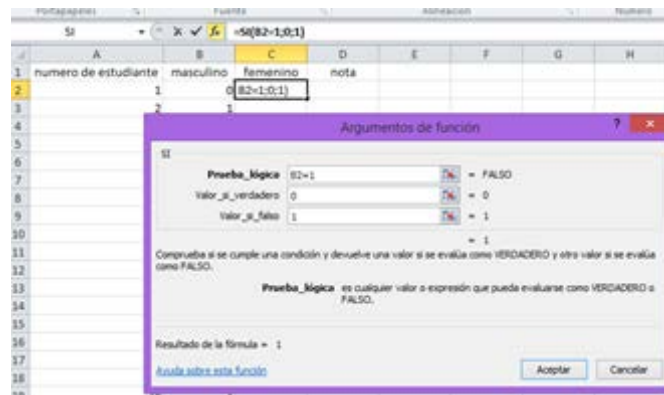 Portapapeles Fuente Alineación Número
SI fx =SI(B2=1;0;1)
A B C D E F G H
1 numero de estudiante masculino femenino nota
2 1 0 B2=1;0;1)
3 2 1
4 Argumentos de función ? x
5
6 SI
7 Prueba_lógica B2=1 = FALSO
8 Valor_si_verdadero 0 = 0
9 Valor_si_falso 1 = 1
10 = 1
11 Comprueba si se cumple una condición y devuelve una valor si se evalúa como VERDADERO y otro valor si se evalúa
12 como FALSO.
13 Prueba_lógica es cualquier valor o expresión que pueda evaluarse como VERDADERO o
14 FALSO.
15
16 Resultado de la fórmula = 1
17 Ayuda sobre esta función Aceptar Cancelar
18